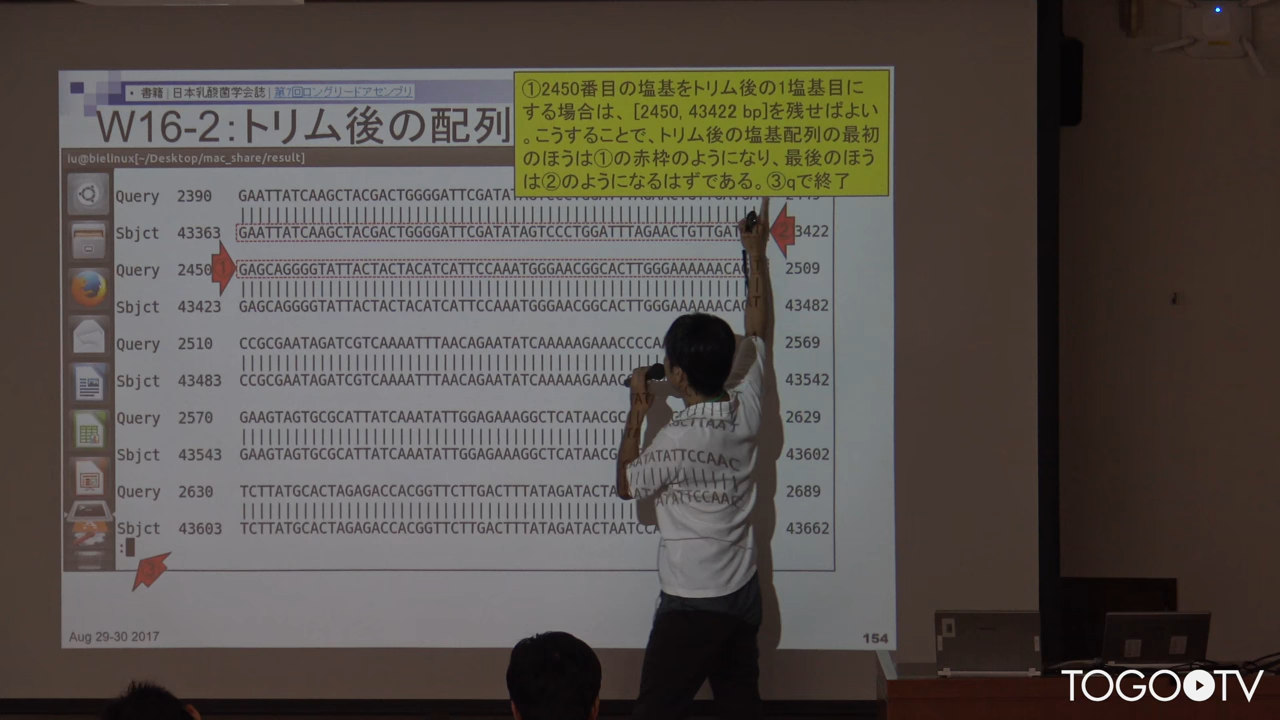 ・書籍 | 日本乳酸菌学会誌 | 第7回ロングリードアセンブリ
W16-2：トリム後の配列
①2450番目の塩基をトリム後の1塩基目に
する場合は、[2450, 43422 bp]を残せばよい
。こうすることで、トリム後の塩基配列の最初
のほうは①の赤枠のようになり、最後のほう
は②のようになるはずである。③qで終了
iu@bielinux[~/Desktop/mac_share/result]
Query 2390 GAATTATCAAGCTACGACTGGGGATTCGATAT
Sbjct 43363 GAATTATCAAGCTACGACTGGGGATTCGATATAGTCCCTGGATTTAGAACTGTTGAT 3422
②
Query 2450 GAGCAGGGGTATTACTACTACATCATTCCAAATGGGAACGGCACTTGGGAAAAAACAG 2509
①
Sbjct 43423 GAGCAGGGGTATTACTACTACATCATTCCAAATGGGAACGGCACTTGGGAAAAAACAG 43482
Query 2510 CCGCGAATAGATCGTCAAAATTTAACAGAATATCAAAAAGAAACCCCA 2569
Sbjct 43483 CCGCGAATAGATCGTCAAAATTTAACAGAATATCAAAAAGAAAC 43542
Query 2570 GAAGTAGTGCGCATTATCAAATATTGGAGAAAGGCTCATAACGC 2629
Sbjct 43543 GAAGTAGTGCGCATTATCAAATATTGGAGAAAGGCTCATAACG 43602
Query 2630 TCTTATGCACTAGAGACCACGGTTCTTGACTTTATAGATACTA 2689
Sbjct 43603 TCTTATGCACTAGAGACCACGGTTCTTGACTTTATAGATACTAATCC 43662
:
③
Aug 29-30 2017
154
TOGOTV